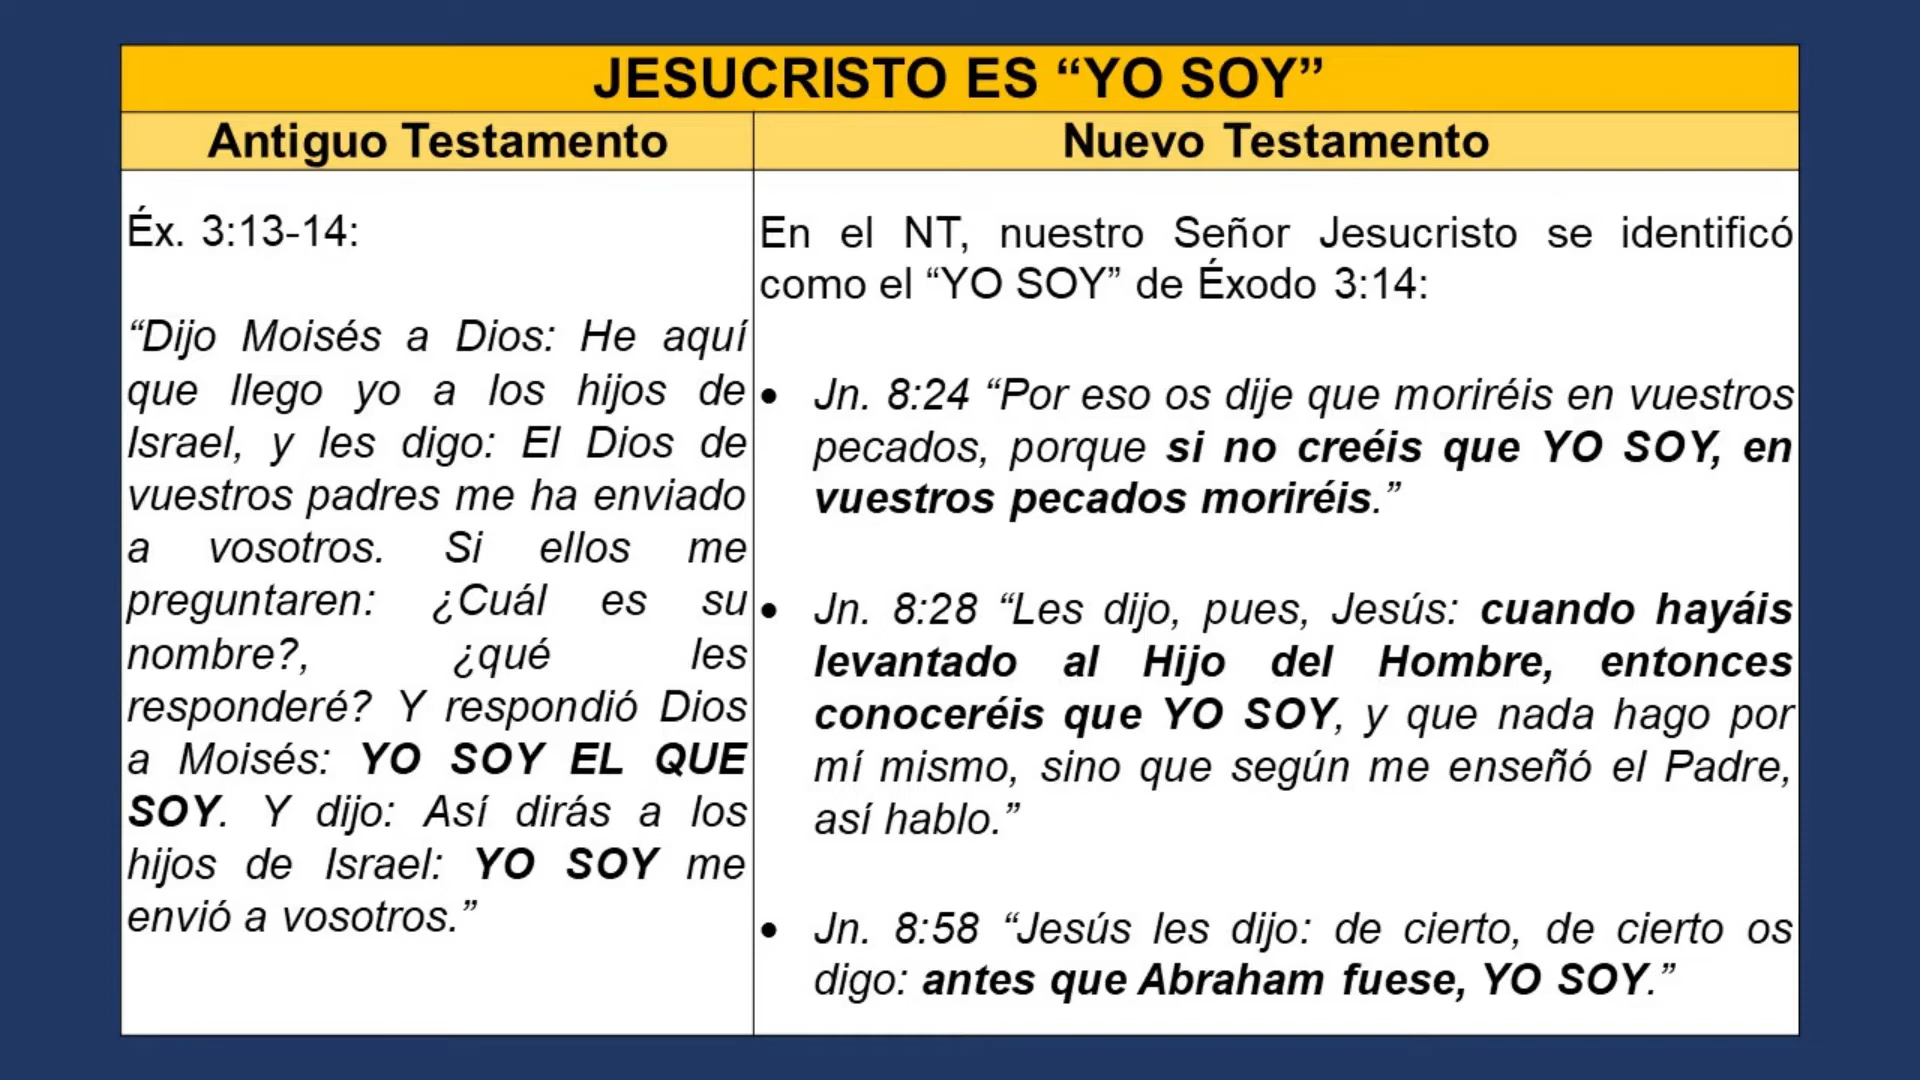 JESUCRISTO ES “YO SOY”
Antiguo Testamento
Nuevo Testamento
Éx. 3:13-14:
“Dijo Moisés a Dios: He aquí
que llego yo a los hijos de
Israel, y les digo: El Dios de
vuestros padres me ha enviado
a vosotros. Si ellos me
preguntaren: ¿Cuál es su
nombre?, ¿qué les
responderé? Y respondió Dios
a Moisés: YO SOY EL QUE
SOY. Y dijo: Así dirás a los
hijos de Israel: YO SOY me
envió a vosotros.”
En el NT, nuestro Señor Jesucristo se identificó
como el “YO SOY” de Éxodo 3:14:
• Jn. 8:24 “Por eso os dije que moriréis en vuestros
pecados, porque si no creéis que YO SOY, en
vuestros pecados moriréis.”
• Jn. 8:28 “Les dijo, pues, Jesús: cuando hayáis
levantado al Hijo del Hombre, entonces
conoceréis que YO SOY, y que nada hago por
mí mismo, sino que según me enseñó el Padre,
así hablo.”
• Jn. 8:58 “Jesús les dijo: de cierto, de cierto os
digo: antes que Abraham fuese, YO SOY.”